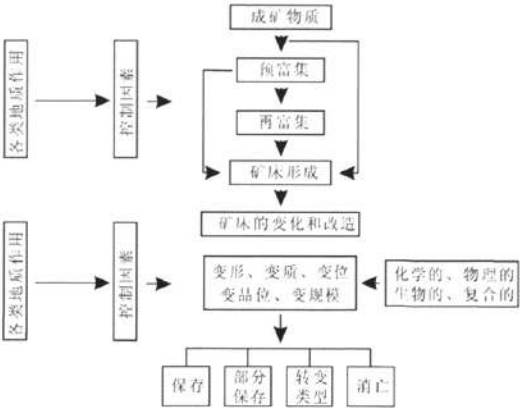 成矿物质
各类地质作用
控制因素
预富集
再富集
矿床形成
矿床的变化和改造
各类地质作用
控制因素
变形、变质、变位
变品位、变规模
化学的、物理的
生物的、复合的
保存
部分
保存
转变
类型
消亡